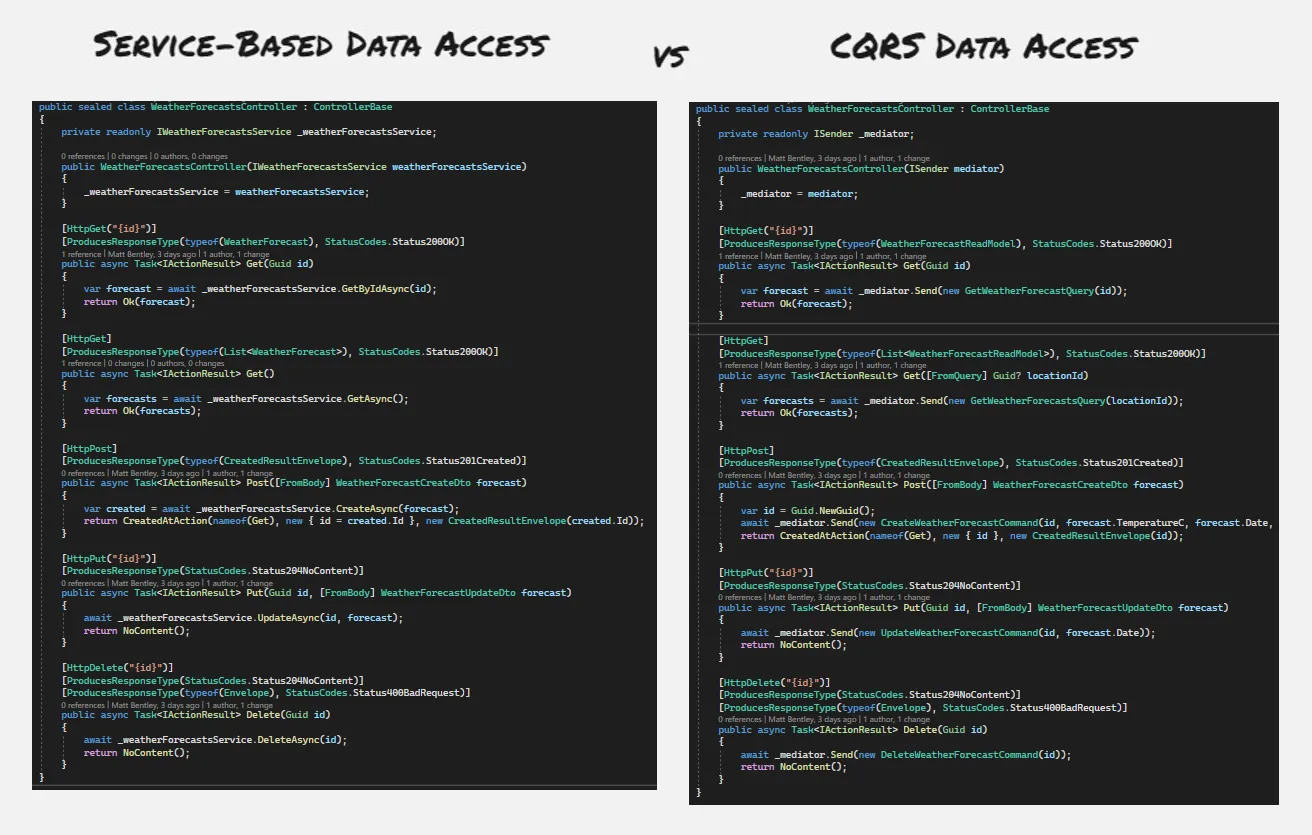 Service-Based Data Access
vs
CQRS Data Access
public sealed class WeatherForecastsController : ControllerBase
{
private readonly IWeatherForecastsService _weatherForecastsService;
0 references | 0 changes | 0 authors, 0 changes
public WeatherForecastsController(IWeatherForecastsService weatherForecastsService)
{
_weatherForecastsService = weatherForecastsService;
}
[HttpGet("{id}")]
[ProducesResponseType(typeof(WeatherForecast), StatusCodes.Status200OK)]
1 reference | Matt Bentley, 3 days ago | 1 author, 1 change
public async Task<IActionResult> Get(Guid id)
{
var forecast = await _weatherForecastsService.GetByIdAsync(id);
return Ok(forecast);
}
[HttpGet]
[ProducesResponseType(typeof(List<WeatherForecast>), StatusCodes.Status200OK)]
1 reference | 0 changes | 0 authors, 0 changes
public async Task<IActionResult> Get()
{
var forecasts = await _weatherForecastsService.GetAsync();
return Ok(forecasts);
}
[HttpPost]
[ProducesResponseType(typeof(CreatedResultEnvelope), StatusCodes.Status201Created)]
0 references | Matt Bentley, 3 days ago | 1 author, 1 change
public async Task<IActionResult> Post([FromBody] WeatherForecastCreateDto forecast)
{
var created = await _weatherForecastsService.CreateAsync(forecast);
return CreatedAtAction(nameof(Get), new { id = created.Id }, new CreatedResultEnvelope(created.Id));
}
[HttpPut("{id}")]
[ProducesResponseType(StatusCodes.Status204NoContent)]
0 references | Matt Bentley, 3 days ago | 1 author, 1 change
public async Task<IActionResult> Put(Guid id, [FromBody] WeatherForecastUpdateDto forecast)
{
await _weatherForecastsService.UpdateAsync(id, forecast);
return NoContent();
}
[HttpDelete("{id}")]
[ProducesResponseType(StatusCodes.Status204NoContent)]
[ProducesResponseType(typeof(Envelope), StatusCodes.Status400BadRequest)]
0 references | Matt Bentley, 3 days ago | 1 author, 1 change
public async Task<IActionResult> Delete(Guid id)
{
await _weatherForecastsService.DeleteAsync(id);
return NoContent();
}
}
public sealed class WeatherForecastsController : ControllerBase
{
private readonly ISender _mediator;
0 references | Matt Bentley, 3 days ago | 1 author, 1 change
public WeatherForecastsController(ISender mediator)
{
_mediator = mediator;
}
[HttpGet("{id}")]
[ProducesResponseType(typeof(WeatherForecastReadModel), StatusCodes.Status200OK)]
1 reference | Matt Bentley, 3 days ago | 1 author, 1 change
public async Task<IActionResult> Get(Guid id)
{
var forecast = await _mediator.Send(new GetWeatherForecastQuery(id));
return Ok(forecast);
}
[HttpGet]
[ProducesResponseType(typeof(List<WeatherForecastReadModel>), StatusCodes.Status200OK)]
1 reference | Matt Bentley, 3 days ago | 1 author, 1 change
public async Task<IActionResult> Get([FromQuery] Guid? locationId)
{
var forecasts = await _mediator.Send(new GetWeatherForecastsQuery(locationId));
return Ok(forecasts);
}
[HttpPost]
[ProducesResponseType(typeof(CreatedResultEnvelope), StatusCodes.Status201Created)]
0 references | Matt Bentley, 3 days ago | 1 author, 1 change
public async Task<IActionResult> Post([FromBody] WeatherForecastCreateDto forecast)
{
var id = Guid.NewGuid();
await _mediator.Send(new CreateWeatherForecastCommand(id, forecast.TemperatureC, forecast.Date,
return CreatedAtAction(nameof(Get), new { id }, new CreatedResultEnvelope(id));
}
[HttpPut("{id}")]
[ProducesResponseType(StatusCodes.Status204NoContent)]
0 references | Matt Bentley, 3 days ago | 1 author, 1 change
public async Task<IActionResult> Put(Guid id, [FromBody] WeatherForecastUpdateDto forecast)
{
await _mediator.Send(new UpdateWeatherForecastCommand(id, forecast.Date));
return NoContent();
}
[HttpDelete("{id}")]
[ProducesResponseType(StatusCodes.Status204NoContent)]
[ProducesResponseType(typeof(Envelope), StatusCodes.Status400BadRequest)]
0 references | Matt Bentley, 3 days ago | 1 author, 1 change
public async Task<IActionResult> Delete(Guid id)
{
await _mediator.Send(new DeleteWeatherForecastCommand(id));
return NoContent();
}
}